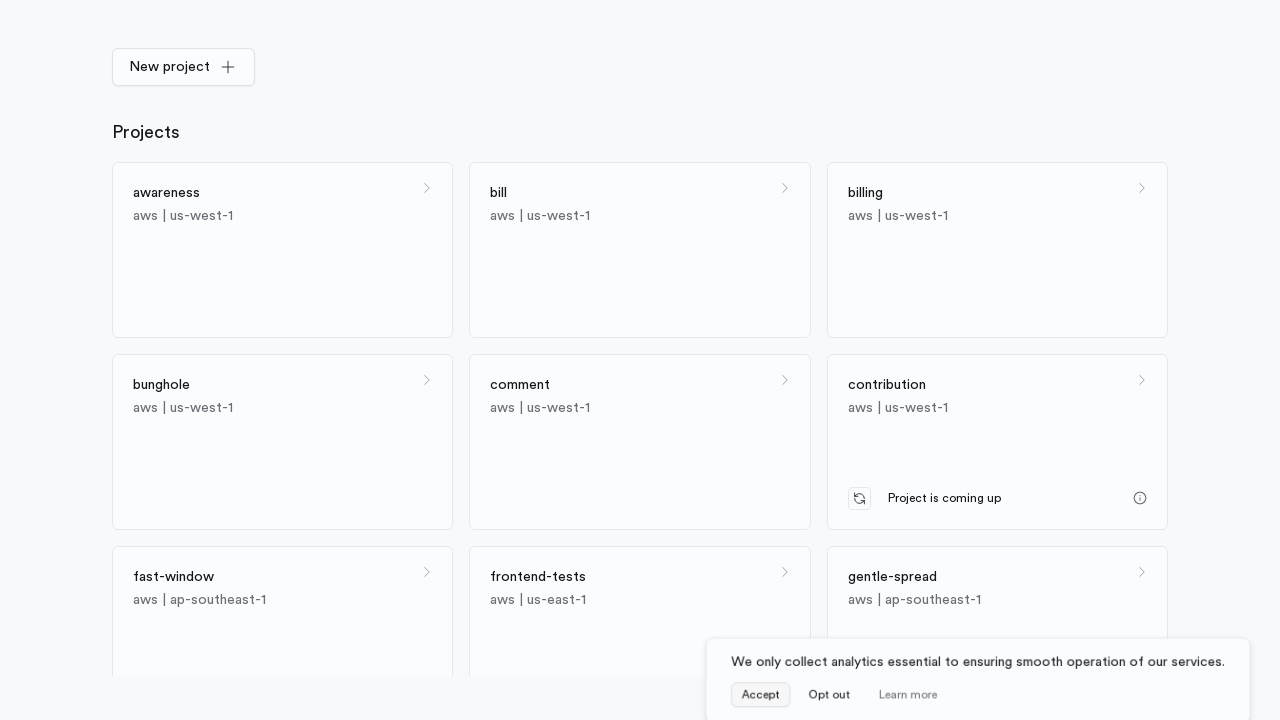 New project
Projects
awareness
aws | us-west-1
bill
aws | us-west-1
billing
aws | us-west-1
bunghole
aws | us-west-1
comment
aws | us-west-1
contribution
aws | us-west-1
Project is coming up
fast-window
aws | ap-southeast-1
frontend-tests
aws | us-east-1
gentle-spread
aws | ap-southeast-1
We only collect analytics essential to ensuring smooth operation of our services.
Accept Opt out Learn more